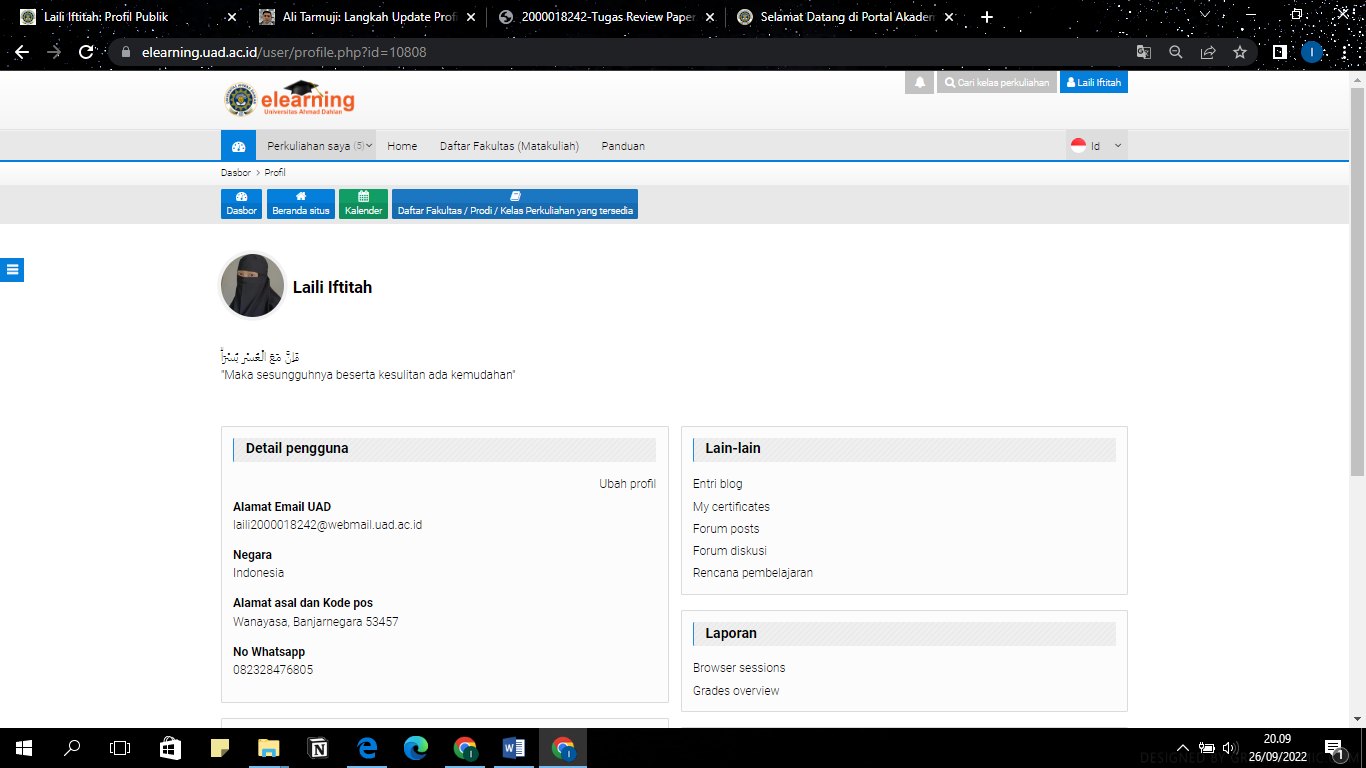 Laili Iftitah: Profil Publik
Ali Tarmuji: Langkah Update Profi
2000018242-Tugas Review Paper
Selamat Datang di Portal Akadem
elearning.uad.ac.id/user/profile.php?id=10808
I
elearning
Universitas Ahmad Dahlan
Cari kelas perkuliahan
Laili Iftitah
Perkuliahan saya (5)
Home
Daftar Fakultas (Matakuliah)
Panduan
Id
Dasbor > Profil
Dasbor
Beranda situs
Kalender
Daftar Fakultas / Prodi / Kelas Perkuliahan yang tersedia
Laili Iftitah
فَإِنَّ مَعَ الْعُسْرِ يُسْرًا
"Maka sesungguhnya beserta kesulitan ada kemudahan"
Detail pengguna
Ubah profil
Alamat Email UAD
laili2000018242@webmail.uad.ac.id
Negara
Indonesia
Alamat asal dan Kode pos
Wanayasa, Banjarnegara 53457
No Whatsapp
082328476805
Lain-lain
Entri blog
My certificates
Forum posts
Forum diskusi
Rencana pembelajaran
Laporan
Browser sessions
Grades overview
20.09
26/09/2022
1